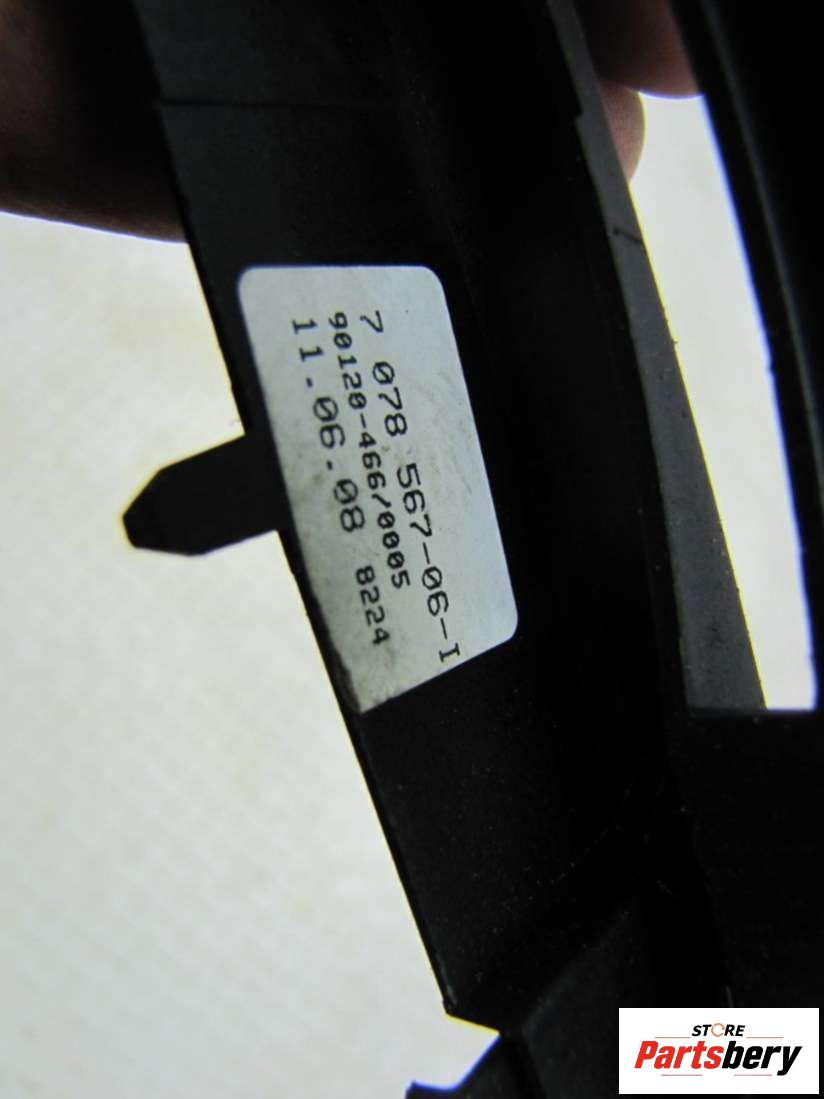 7 078 567-06-I
90120-466/0005
11.06.08 8224
STORE
Partsbery